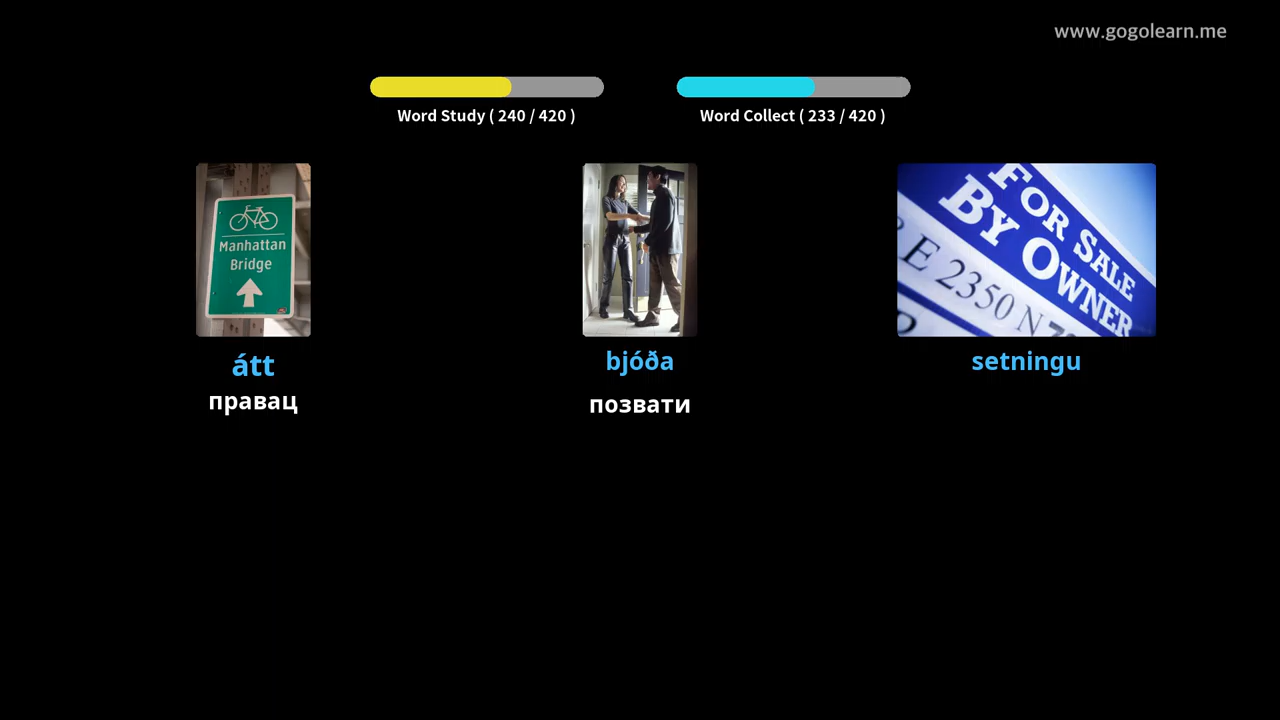 www.gogolearn.me
Word Study ( 240 / 420 )
Word Collect ( 233 / 420 )
Manhattan
Bridge
FOR SALE
BY OWNER
E 2350 N
átt
bjóða
setningu
правац
позвати